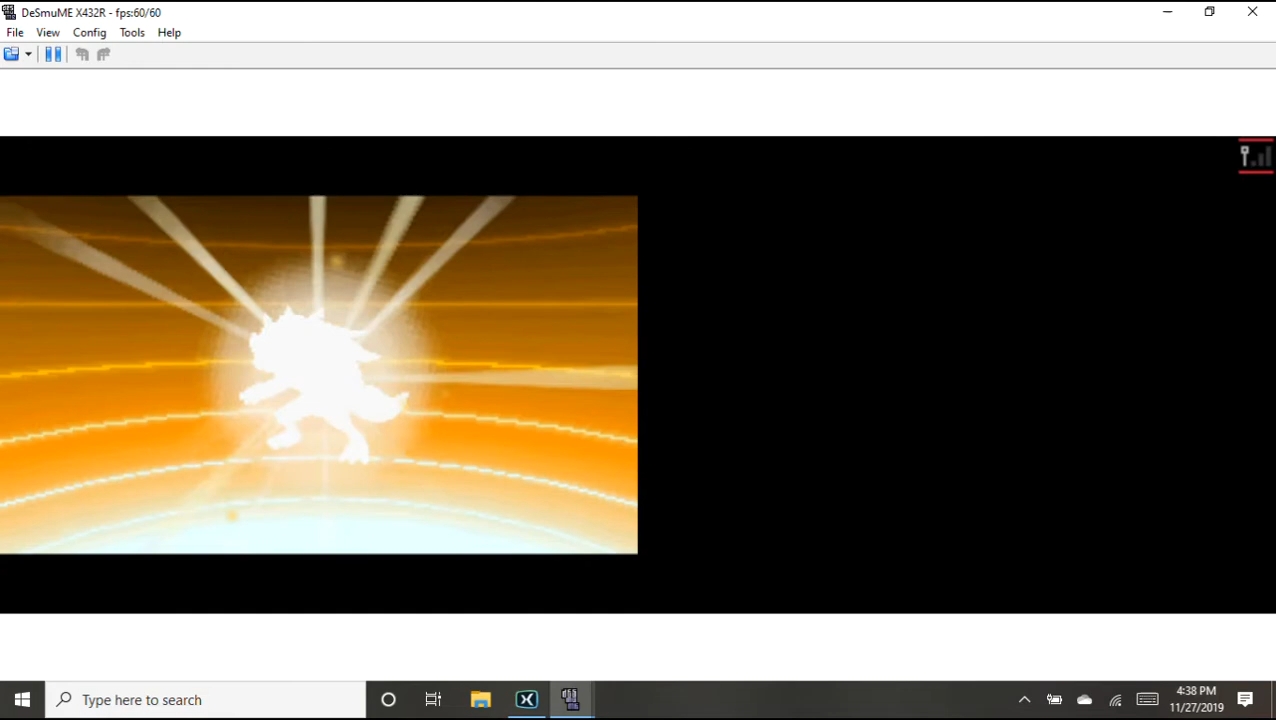 DeSmuME X432R - fps:60/60
File View Config Tools Help
Type here to search
4:38 PM
11/27/2019